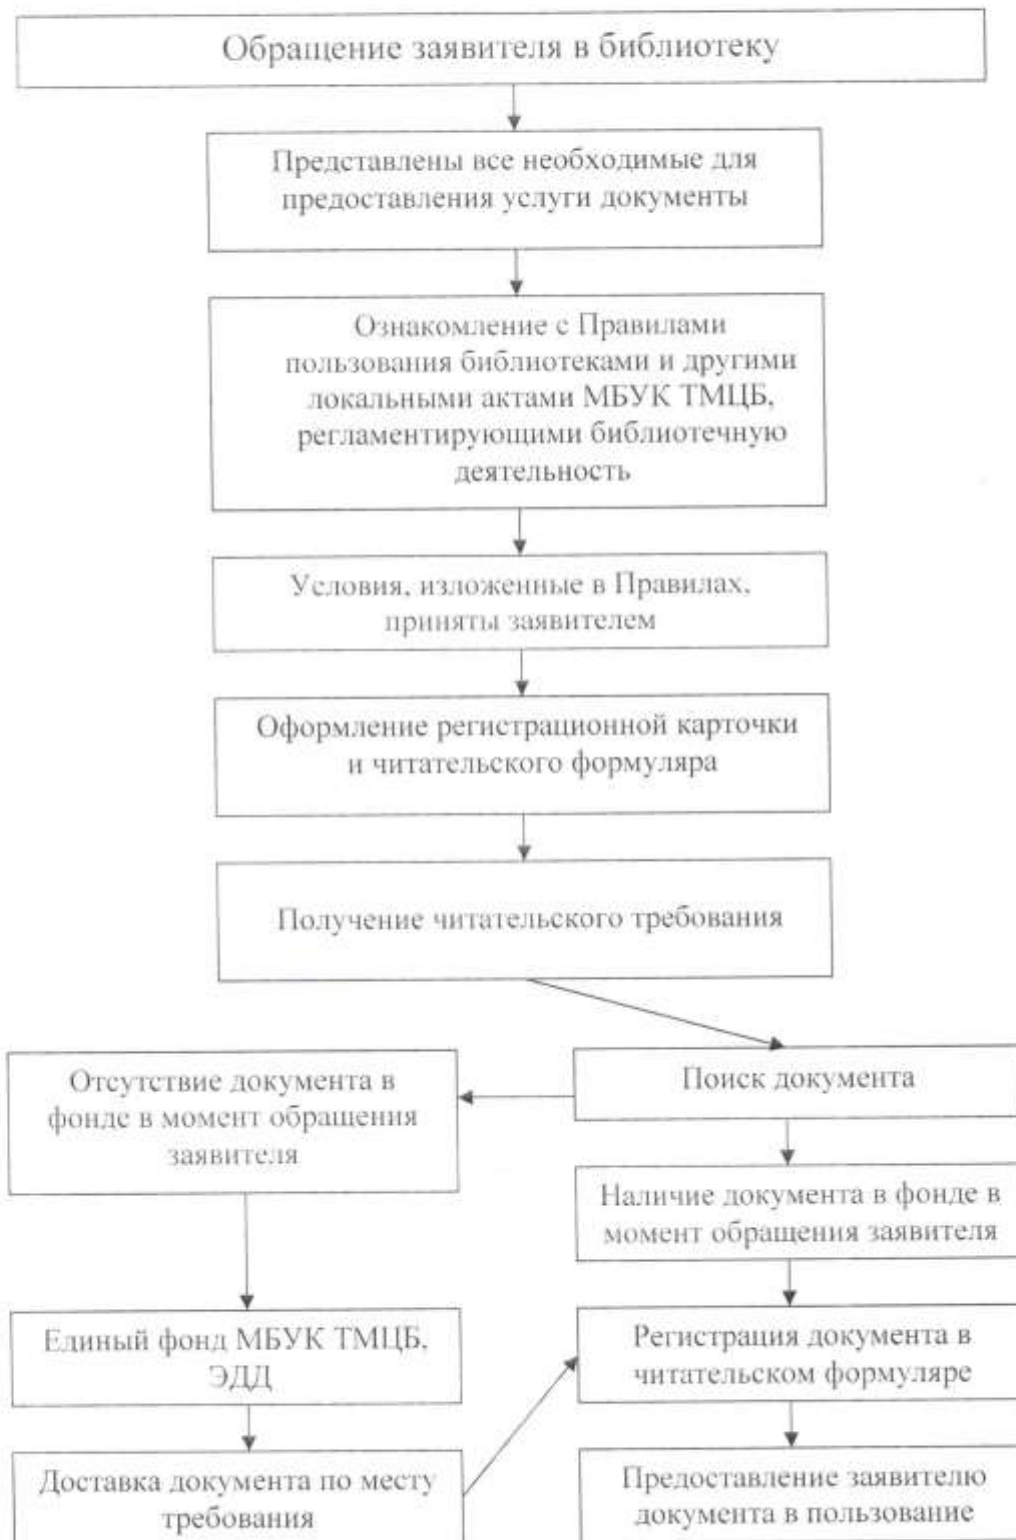 Обращение заявителя в библиотеку
Представлены все необходимые для
предоставления услуги документы
Ознакомление с Правилами
пользования библиотеками и другими
локальными актами МБУК ТМЦБ,
регламентирующими библиотечную
деятельность
Условия, изложенные в Правилах,
приняты заявителем
Оформление регистрационной карточки
и читательского формуляра
Получение читательского требования
Поиск документа
Отсутствие документа в
фонде в момент обращения
заявителя
Наличие документа в фонде в
момент обращения заявителя
Единый фонд МБУК ТМЦБ,
ЭДД
Регистрация документа в
читательском формуляре
Доставка документа по месту
требования
Предоставление заявителю
документа в пользование